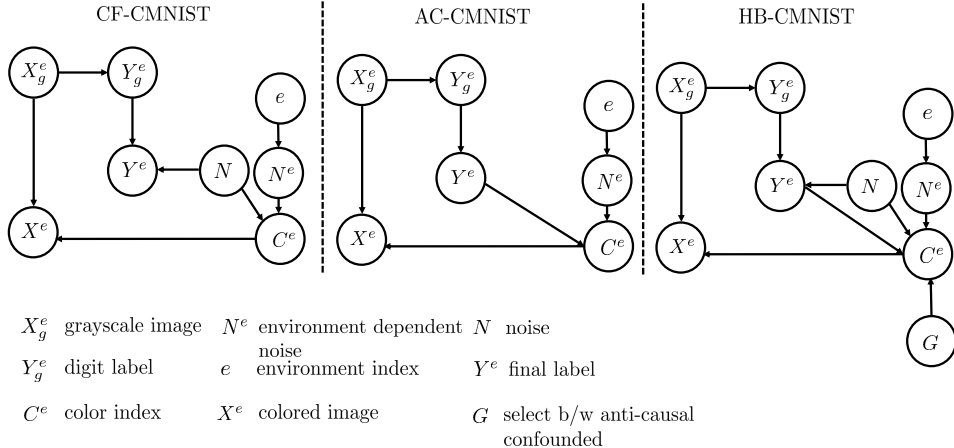 CF-CMNIST
AC-CMNIST
HB-CMNIST
X_g^e Y_g^e e Y^e N N^e X^e C^e
X_g^e Y_g^e e Y^e N^e X^e C^e
X_g^e Y_g^e e Y^e N N^e X^e C^e G
X_g^e grayscale image
N^e environment dependent
noise
N noise
Y_g^e digit label
e environment index
Y^e final label
C^e color index
X^e colored image
G select b/w anti-causal
confounded